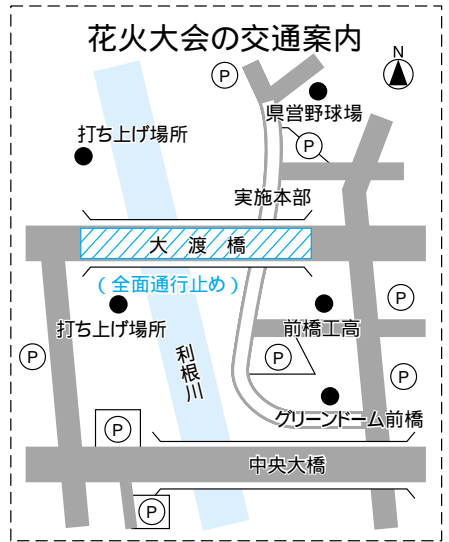 花火大会の交通案内
N
P
県営野球場
打ち上げ場所
P
実施本部
大渡橋
(全面通行止め)
P
打ち上げ場所
前橋工高
P
利根川
P
P
グリーンドーム前橋
P
中央大橋
P